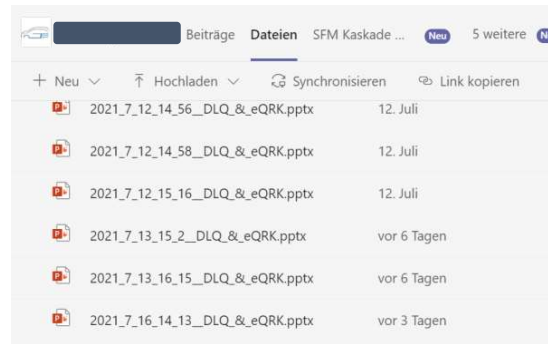 Beiträge Dateien SFM Kaskade ... Neu 5 weitere
+ Neu Hochladen Synchronisieren Link kopieren
2021_7_12_14_56__DLQ_&_eQRK.pptx 12. Juli
2021_7_12_14_58__DLQ_&_eQRK.pptx 12. Juli
2021_7_12_15_16__DLQ_&_eQRK.pptx 12. Juli
2021_7_13_15_2__DLQ_&_eQRK.pptx vor 6 Tagen
2021_7_13_16_15__DLQ_&_eQRK.pptx vor 6 Tagen
2021_7_16_14_13__DLQ_&_eQRK.pptx vor 3 Tagen